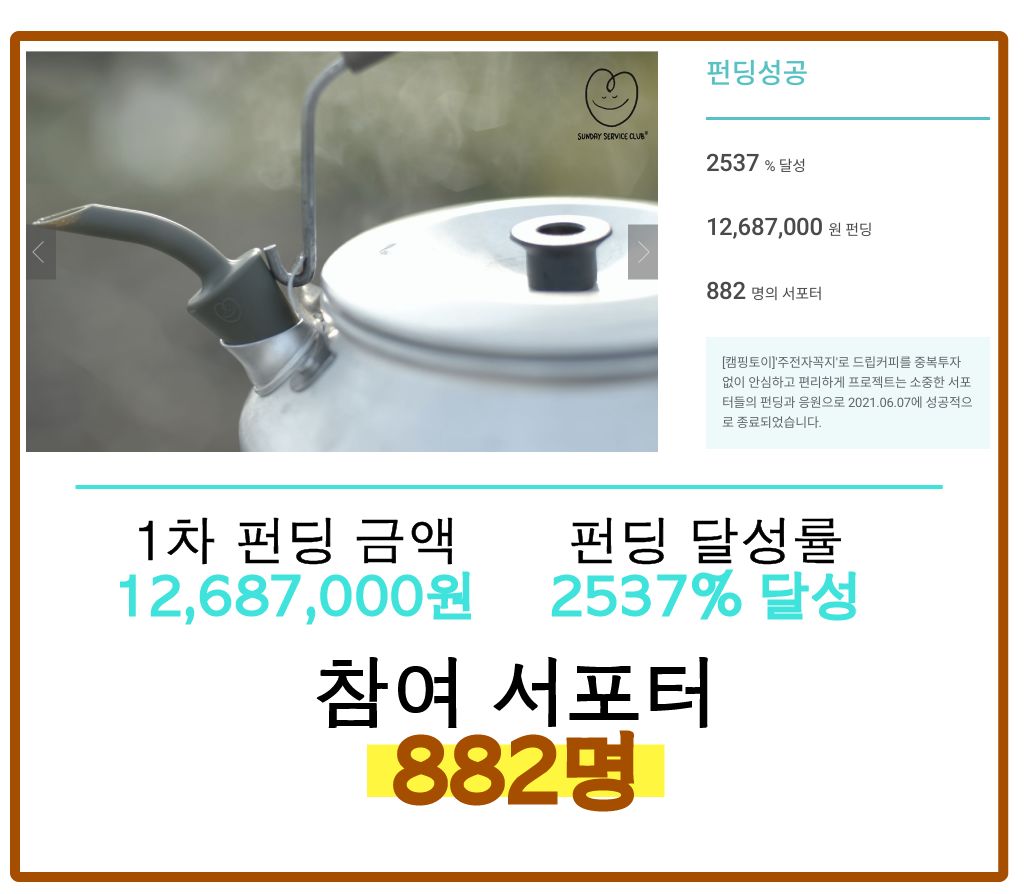 SUNDAY SERVICE CLUB
펀딩성공
2537 % 달성
12,687,000 원 펀딩
882 명의 서포터
[캠핑토이]'주전자꼭지'로 드립커피를 중복투자
없이 안심하고 편리하게 프로젝트는 소중한 서포
터들의 펀딩과 응원으로 2021.06.07에 성공적으
로 종료되었습니다.
1차 펀딩 금액
12,687,000원
펀딩 달성률
2537% 달성
참여 서포터
882명